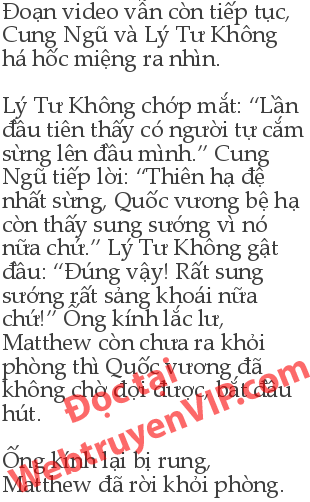 Đoạn video vẫn còn tiếp tục,
Cung Ngũ và Lý Tư Không
há hốc miệng ra nhìn.
Lý Tư Không chớp mắt: “Lần
đầu tiên thấy có người tự cắm
sừng lên đầu mình.” Cung
Ngũ tiếp lời: “Thiên hạ đệ
nhất sừng, Quốc vương bệ hạ
còn thấy sung sướng vì nó
nữa chứ.” Lý Tư Không gật
đầu: “Đúng vậy! Rất sung
sướng rất sảng khoái nữa
chứ!” Ống kính lắc lư,
Matthew còn chưa ra khỏi
phòng thì Quốc vương đã
không chờ đợi được, bắt đầu
hút.
Ống kính lại bị rung,
Matthew đã rời khỏi phòng.
Đọc tại
WebtruyenVIP.com